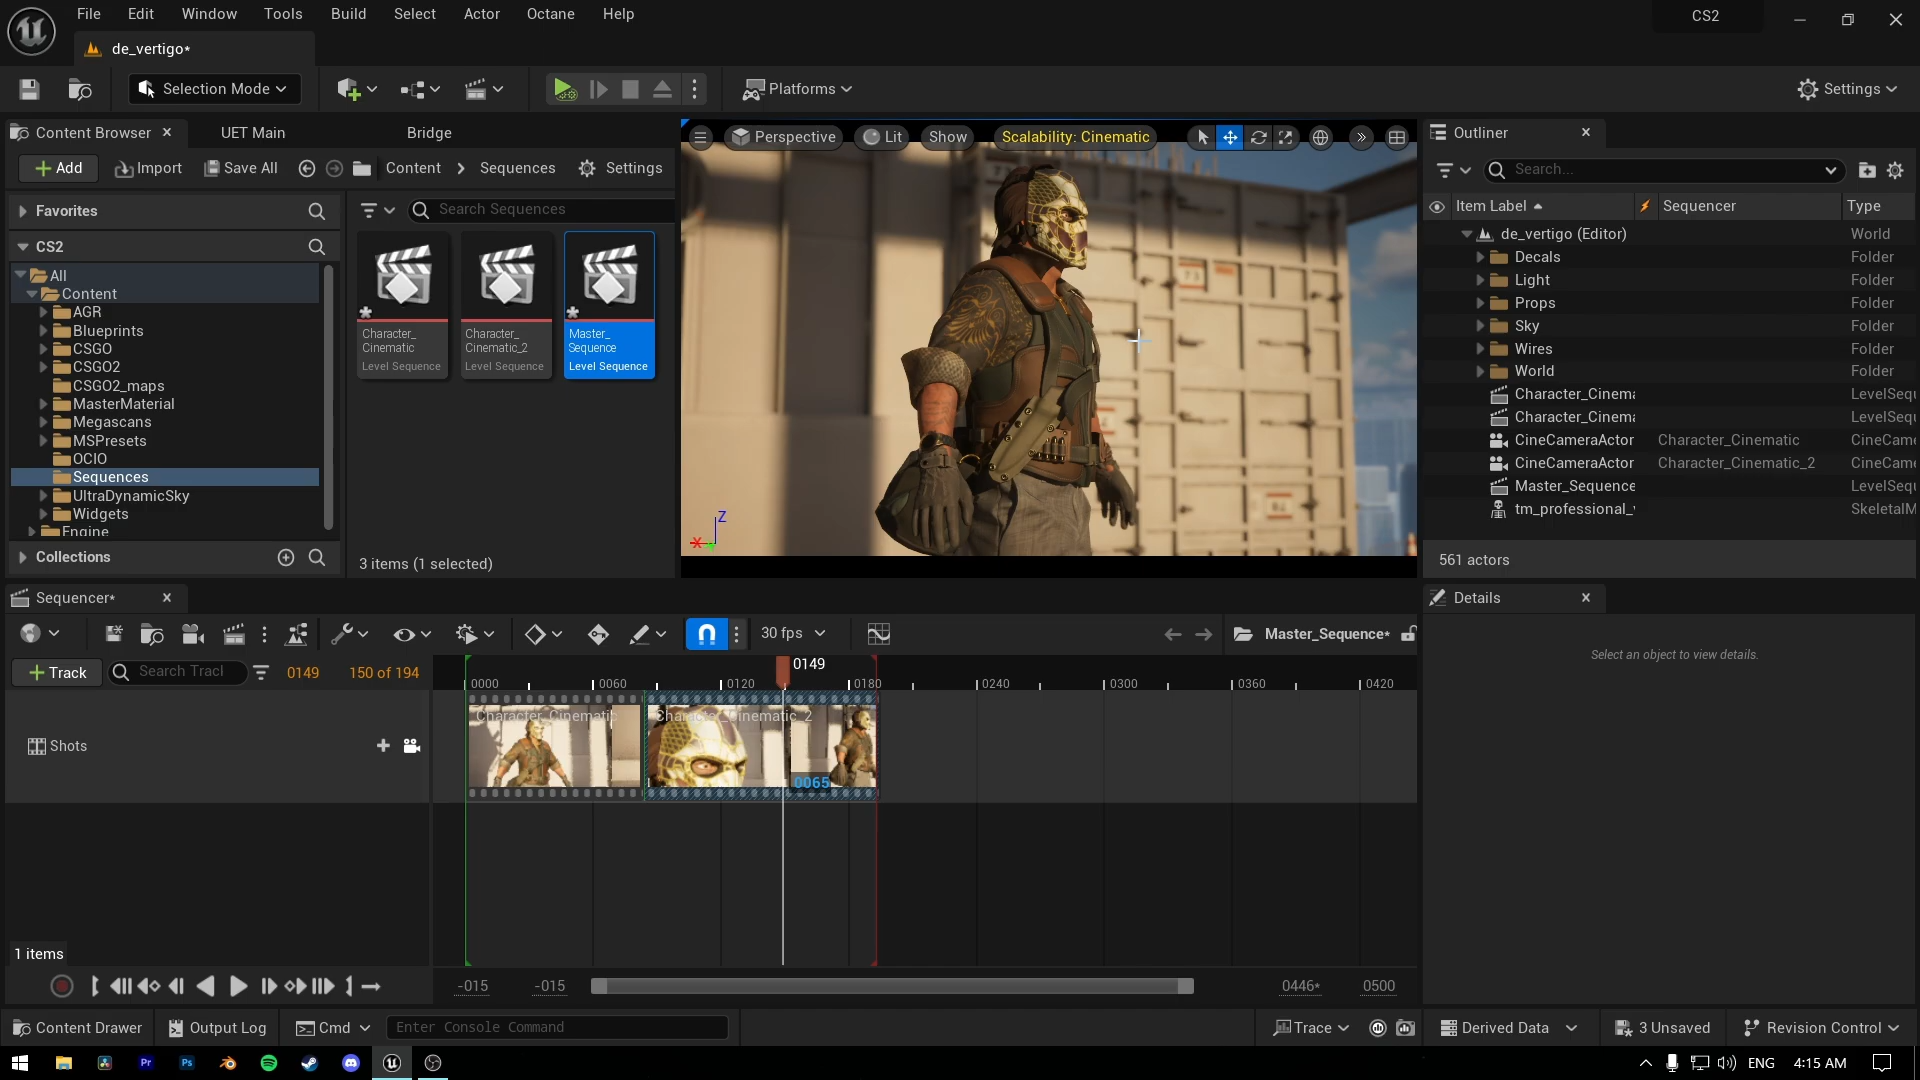 File Edit Window Tools Build Select Actor Octane Help
CS2
de_vertigo*
Selection Mode
Platforms
Settings
Content Browser
UET Main
Bridge
Add
Import
Save All
Content
Sequences
Settings
Favorites
Search Sequences
CS2
All
Content
AGR
Blueprints
CSGO
CSGO2
CSGO2_maps
MasterMaterial
Megascans
MSPresets
OCIO
Sequences
UltraDynamicSky
Widgets
Engine
Collections
Character_
Cinematic
Level Sequence
Character_
Cinematic_2
Level Sequence
Master_
Sequence
Level Sequence
3 items (1 selected)
Perspective
Lit
Show
Scalability: Cinematic
73
Z
X
Outliner
Search...
Item Label
Sequencer
Type
de_vertigo (Editor) World
Decals Folder
Light Folder
Props Folder
Sky Folder
Wires Folder
World Folder
Character_Cinema LevelSequ
Character_Cinema LevelSequ
CineCameraActor Character_Cinematic CineCame
CineCameraActor Character_Cinematic_2 CineCame
Master_Sequence LevelSequ
tm_professional_v SkeletalM
561 actors
Sequencer*
30 fps
Master_Sequence*
Track
Search Tracl
0149
150 of 194
0149
0000 0060 0120 0180 0240 0300 0360 0420
Character_Cinematic
Character_Cinematic_2
0065
Shots
1 items
-015
-015
0446*
0500
Details
Select an object to view details.
Content Drawer
Output Log
Cmd
Enter Console Command
Trace
Derived Data
3 Unsaved
Revision Control
Pr
Ps
ENG
4:15 AM